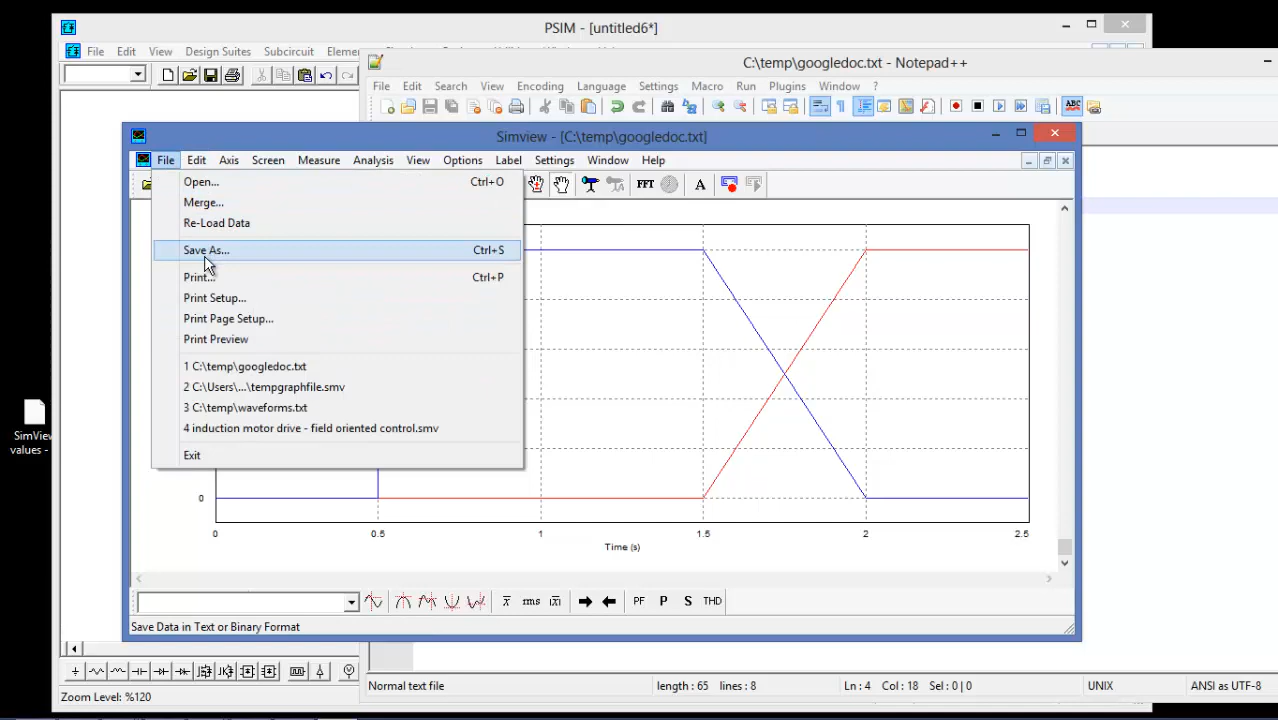 PSIM - [untitled6*]
File Edit View Design Suites Subcircuit
C:\temp\googledoc.txt - Notepad++
File Edit Search View Encoding Language Settings Macro Run Plugins Window ?
ABC
Simview - [C:\temp\googledoc.txt]
File Edit Axis Screen Measure Analysis View Options Label Settings Window Help
FFT A
Open... Ctrl+O
Merge...
Re-Load Data
Save As... Ctrl+S
Print... Ctrl+P
Print Setup...
Print Page Setup...
Print Preview
1 C:\temp\googledoc.txt
2 C:\Users\...\tempgraphfile.smv
3 C:\temp\waveforms.txt
4 induction motor drive - field oriented control.smv
Exit
SimView
values -
0
0 0.5 1 1.5 2 2.5
Time (s)
x rms |x| PF P S THD
Save Data in Text or Binary Format
Normal text file length : 65 lines : 8 Ln : 4 Col : 18 Sel : 0 | 0 UNIX ANSI as UTF-8
Zoom Level: %120